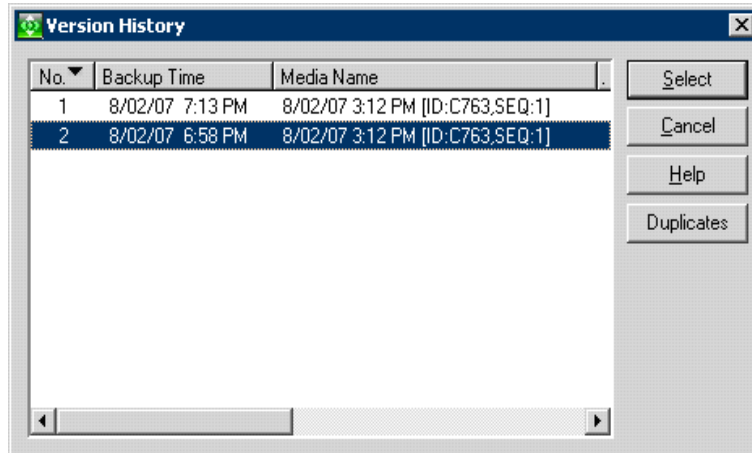 Version History
No. Backup Time Media Name .
1 8/02/07 7:13 PM 8/02/07 3:12 PM [ID:C763,SEQ:1]
2 8/02/07 6:58 PM 8/02/07 3:12 PM [ID:C763,SEQ:1]
Select
Cancel
Help
Duplicates